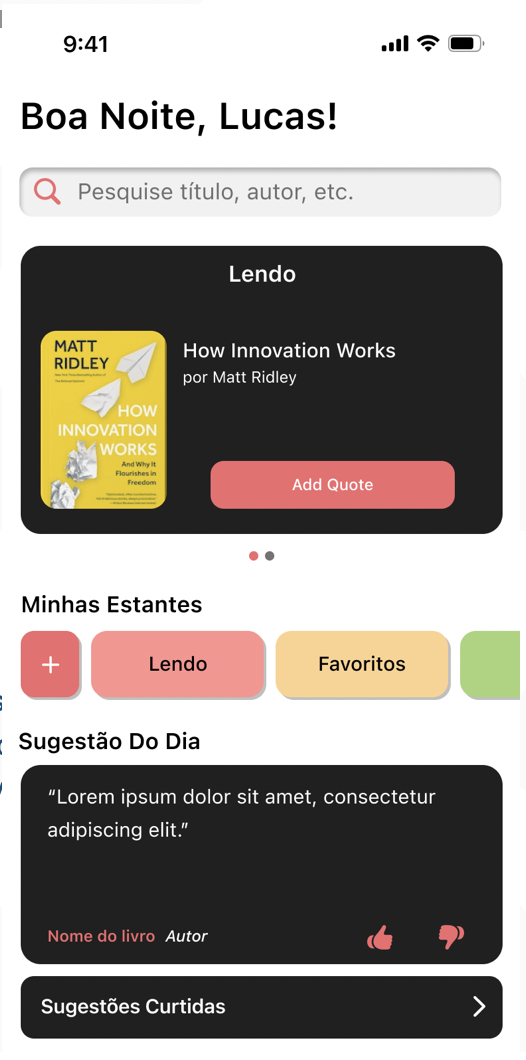 9:41
Boa Noite, Lucas!
Pesquise título, autor, etc.
Lendo
MATT
RIDLEY
HOW
INNOVATION
WORKS
And Why It
Flourishes in
Freedom
How Innovation Works
por Matt Ridley
Add Quote
Minhas Estantes
+
Lendo
Favoritos
Sugestão Do Dia
“Lorem ipsum dolor sit amet, consectetur
adipiscing elit.”
Nome do livro Autor
Sugestões Curtidas